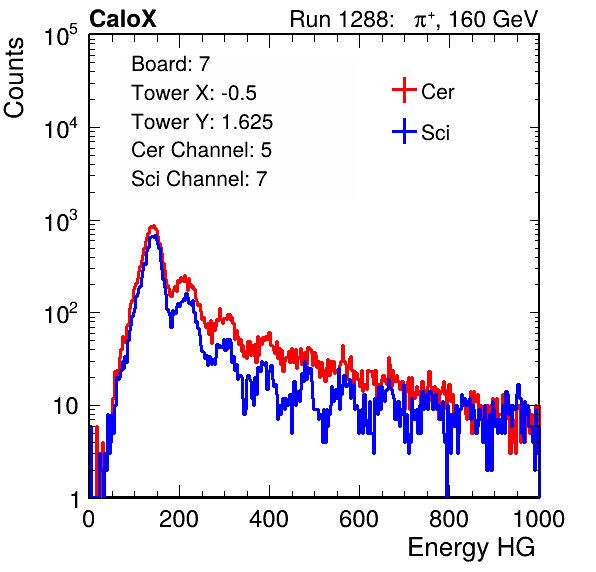 CaloX Run 1288: π⁺, 160 GeV
Counts
10⁵
10⁴
10³
10²
10
1
Board: 7
Tower X: -0.5
Tower Y: 1.625
Cer Channel: 5
Sci Channel: 7
Cer
Sci
0 200 400 600 800 1000
Energy HG